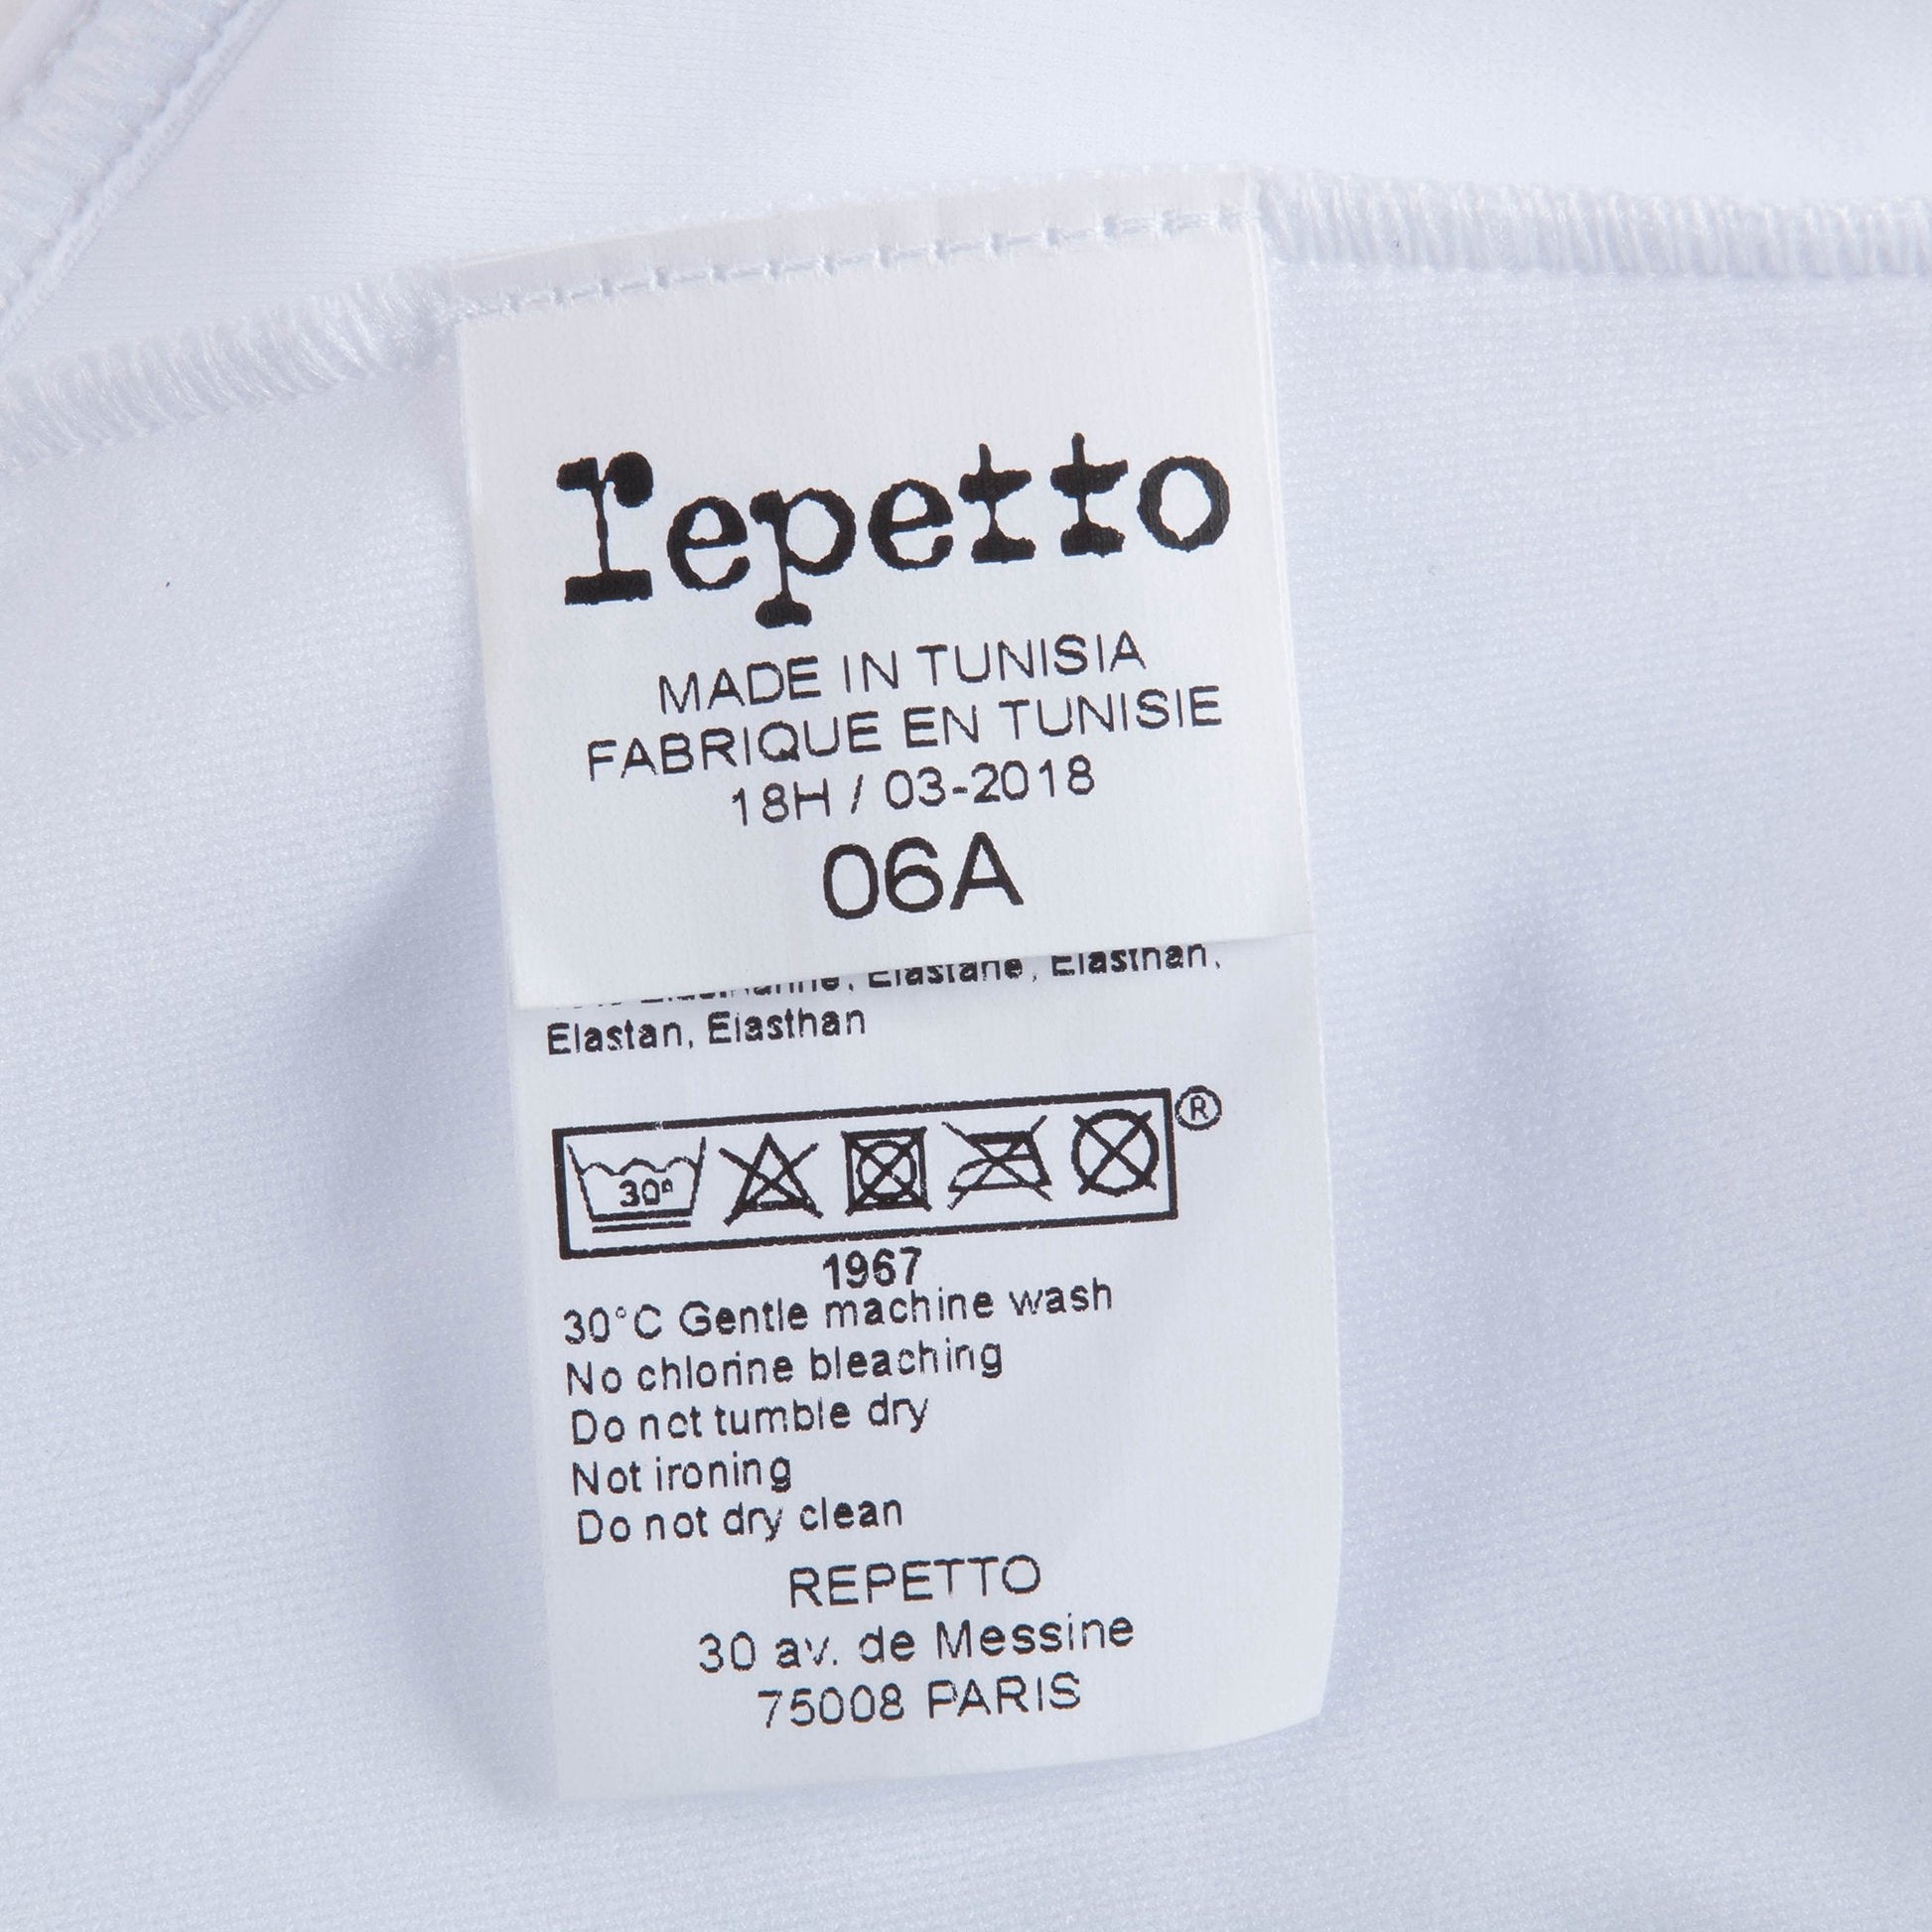 repetto
MADE IN TUNISIA
FABRIQUE EN TUNISIE
18H / 03-2018
06A
Elastane, Elasthan,
Elastan, Elasthan
®
30°
1967
30°C Gentle machine wash
No chlorine bleaching
Do not tumble dry
Not ironing
Do not dry clean
REPETTO
30 av. de Messine
75008 PARIS